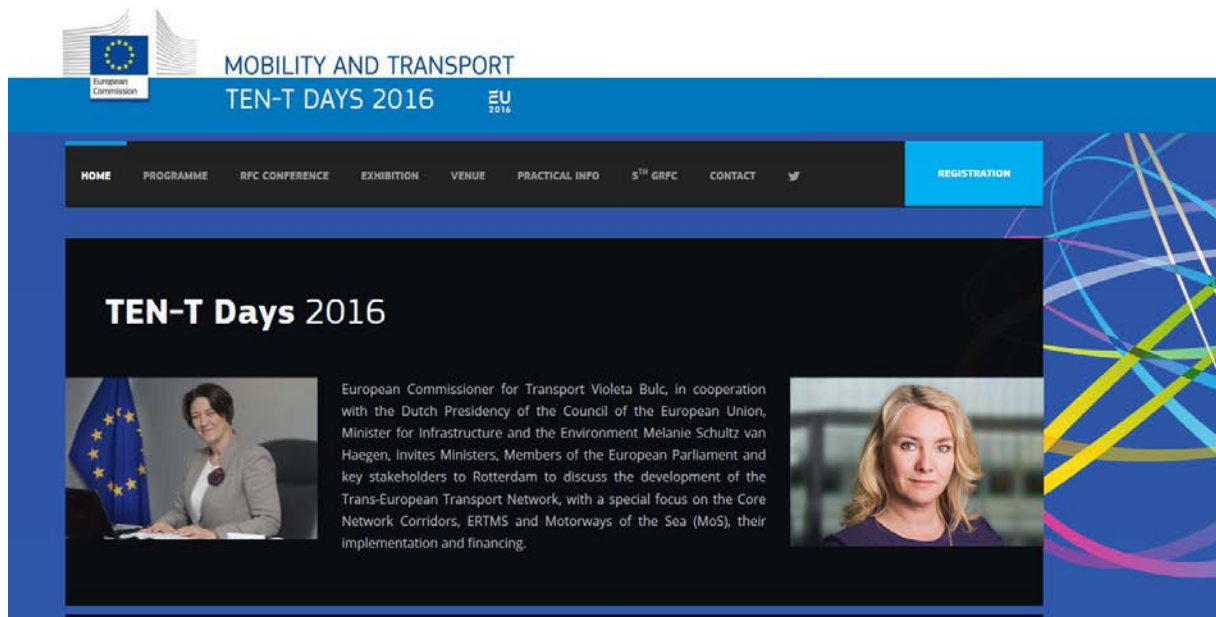 European
Commission
MOBILITY AND TRANSPORT
TEN-T DAYS 2016
EU
2016
HOME PROGRAMME RFC CONFERENCE EXHIBITION VENUE PRACTICAL INFO 5TH GRFC CONTACT REGISTRATION
TEN-T Days 2016
European Commissioner for Transport Violeta Bulc, in cooperation
with the Dutch Presidency of the Council of the European Union,
Minister for Infrastructure and the Environment Melanie Schultz van
Haegen, invites Ministers, Members of the European Parliament and
key stakeholders to Rotterdam to discuss the development of the
Trans-European Transport Network, with a special focus on the Core
Network Corridors, ERTMS and Motorways of the Sea (MoS), their
implementation and financing.